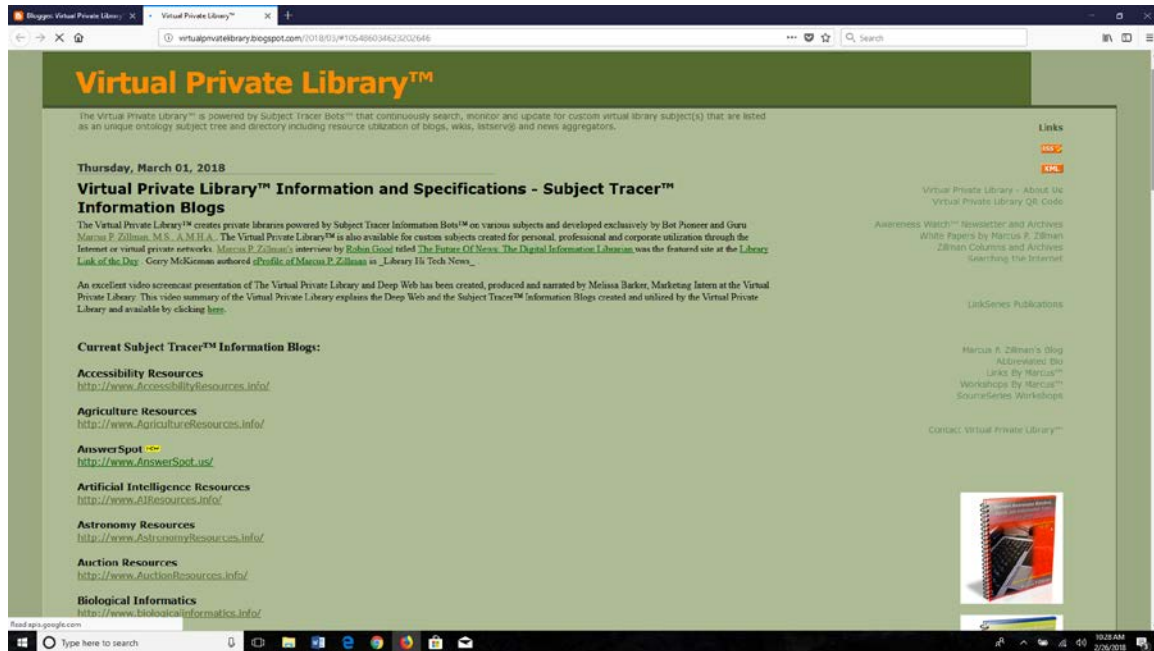 Blogger: Virtual Private Library
Virtual Private Library™
virtualprivatelibrary.blogspot.com/2018/03/#105486034623202646
Search
Virtual Private Library™
The Virtual Private Library™ is powered by Subject Tracer Bots™ that continuously search, monitor and update for custom virtual library subject(s) that are listed
as an unique ontology subject tree and directory including resource utilization of blogs, wikis, listserv® and news aggregators.
Thursday, March 01, 2018
Virtual Private Library™ Information and Specifications - Subject Tracer™
Information Blogs
The Virtual Private Library™ creates private libraries powered by Subject Tracer Information Bots™ on various subjects and developed exclusively by Bot Pioneer and Guru
Marcus P. Zillman, M.S., A.M.H.A. . The Virtual Private Library™ is also available for custom subjects created for personal, professional and corporate utilization through the
Internet or virtual private networks. Marcus P. Zillman's interview by Robin Good titled The Future Of News: The Digital Information Librarian was the featured site at the Library
Link of the Day . Gerry McKiernan authored eProfile of Marcus P. Zillman in _Library Hi Tech News_ .
An excellent video screencast presentation of The Virtual Private Library and Deep Web has been created, produced and narrated by Melissa Barker, Marketing Intern at the Virtual
Private Library. This video summary of the Virtual Private Library explains the Deep Web and the Subject Tracer™ Information Blogs created and utilized by the Virtual Private
Library and available by clicking here.
Current Subject Tracer™ Information Blogs:
Accessibility Resources
http://www.AccessibilityResources.info/
Agriculture Resources
http://www.AgricultureResources.info/
AnswerSpot
http://www.AnswerSpot.us/
Artificial Intelligence Resources
http://www.AIResources.info/
Astronomy Resources
http://www.AstronomyResources.info/
Auction Resources
http://www.AuctionResources.info/
Biological Informatics
http://www.biologicalinformatics.info/
Links
RSS
XML
Virtual Private Library - About Us
Virtual Private Library QR Code
Awareness Watch™ Newsletter and Archives
White Papers by Marcus P. Zillman
Zillman Columns and Archives
Searching the Internet
LinkSeries Publications
Marcus P. Zillman's Blog
Abbreviated Bio
Links By Marcus™
Workshops By Marcus™
SourceSeries Workshops
Contact Virtual Private Library™
Read apis.google.com
Type here to search
10:28 AM
2/26/2018